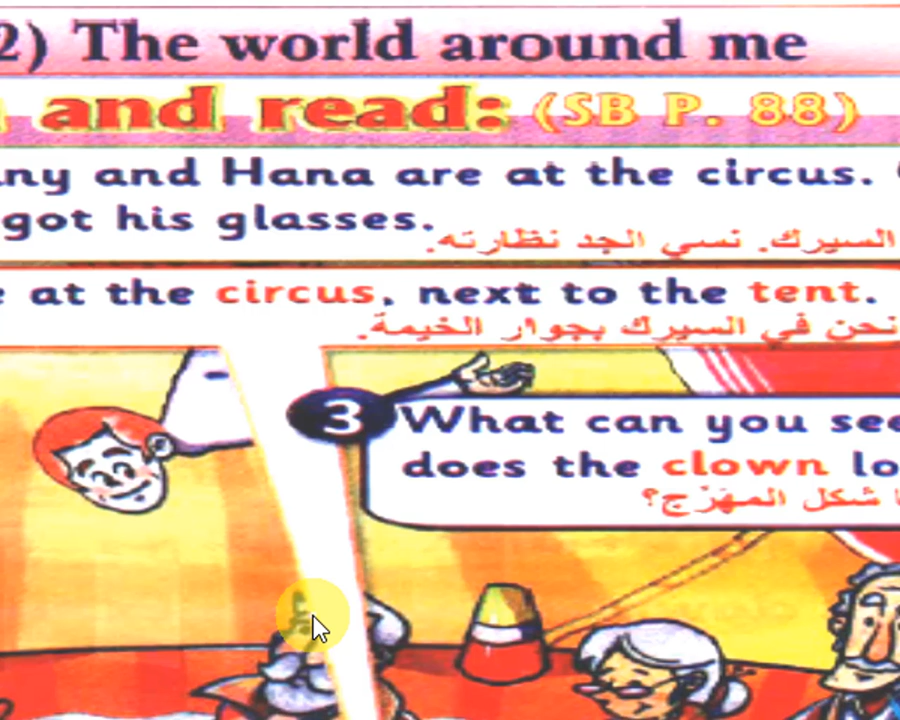 2) The world around me
and read: (SB P. 88)
ny and Hana are at the circus.
got his glasses.
السيرك. نسي الجد نظارته.
at the circus, next to the tent.
نحن في السيرك بجوار الخيمة.
3 What can you see
does the clown lo
شكل المهرّج؟